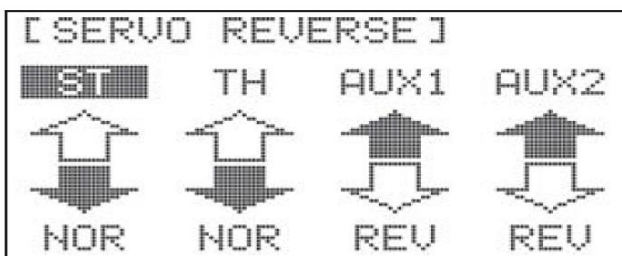 [SERVO REVERSE]
ST TH AUX1 AUX2
NOR NOR REV REV